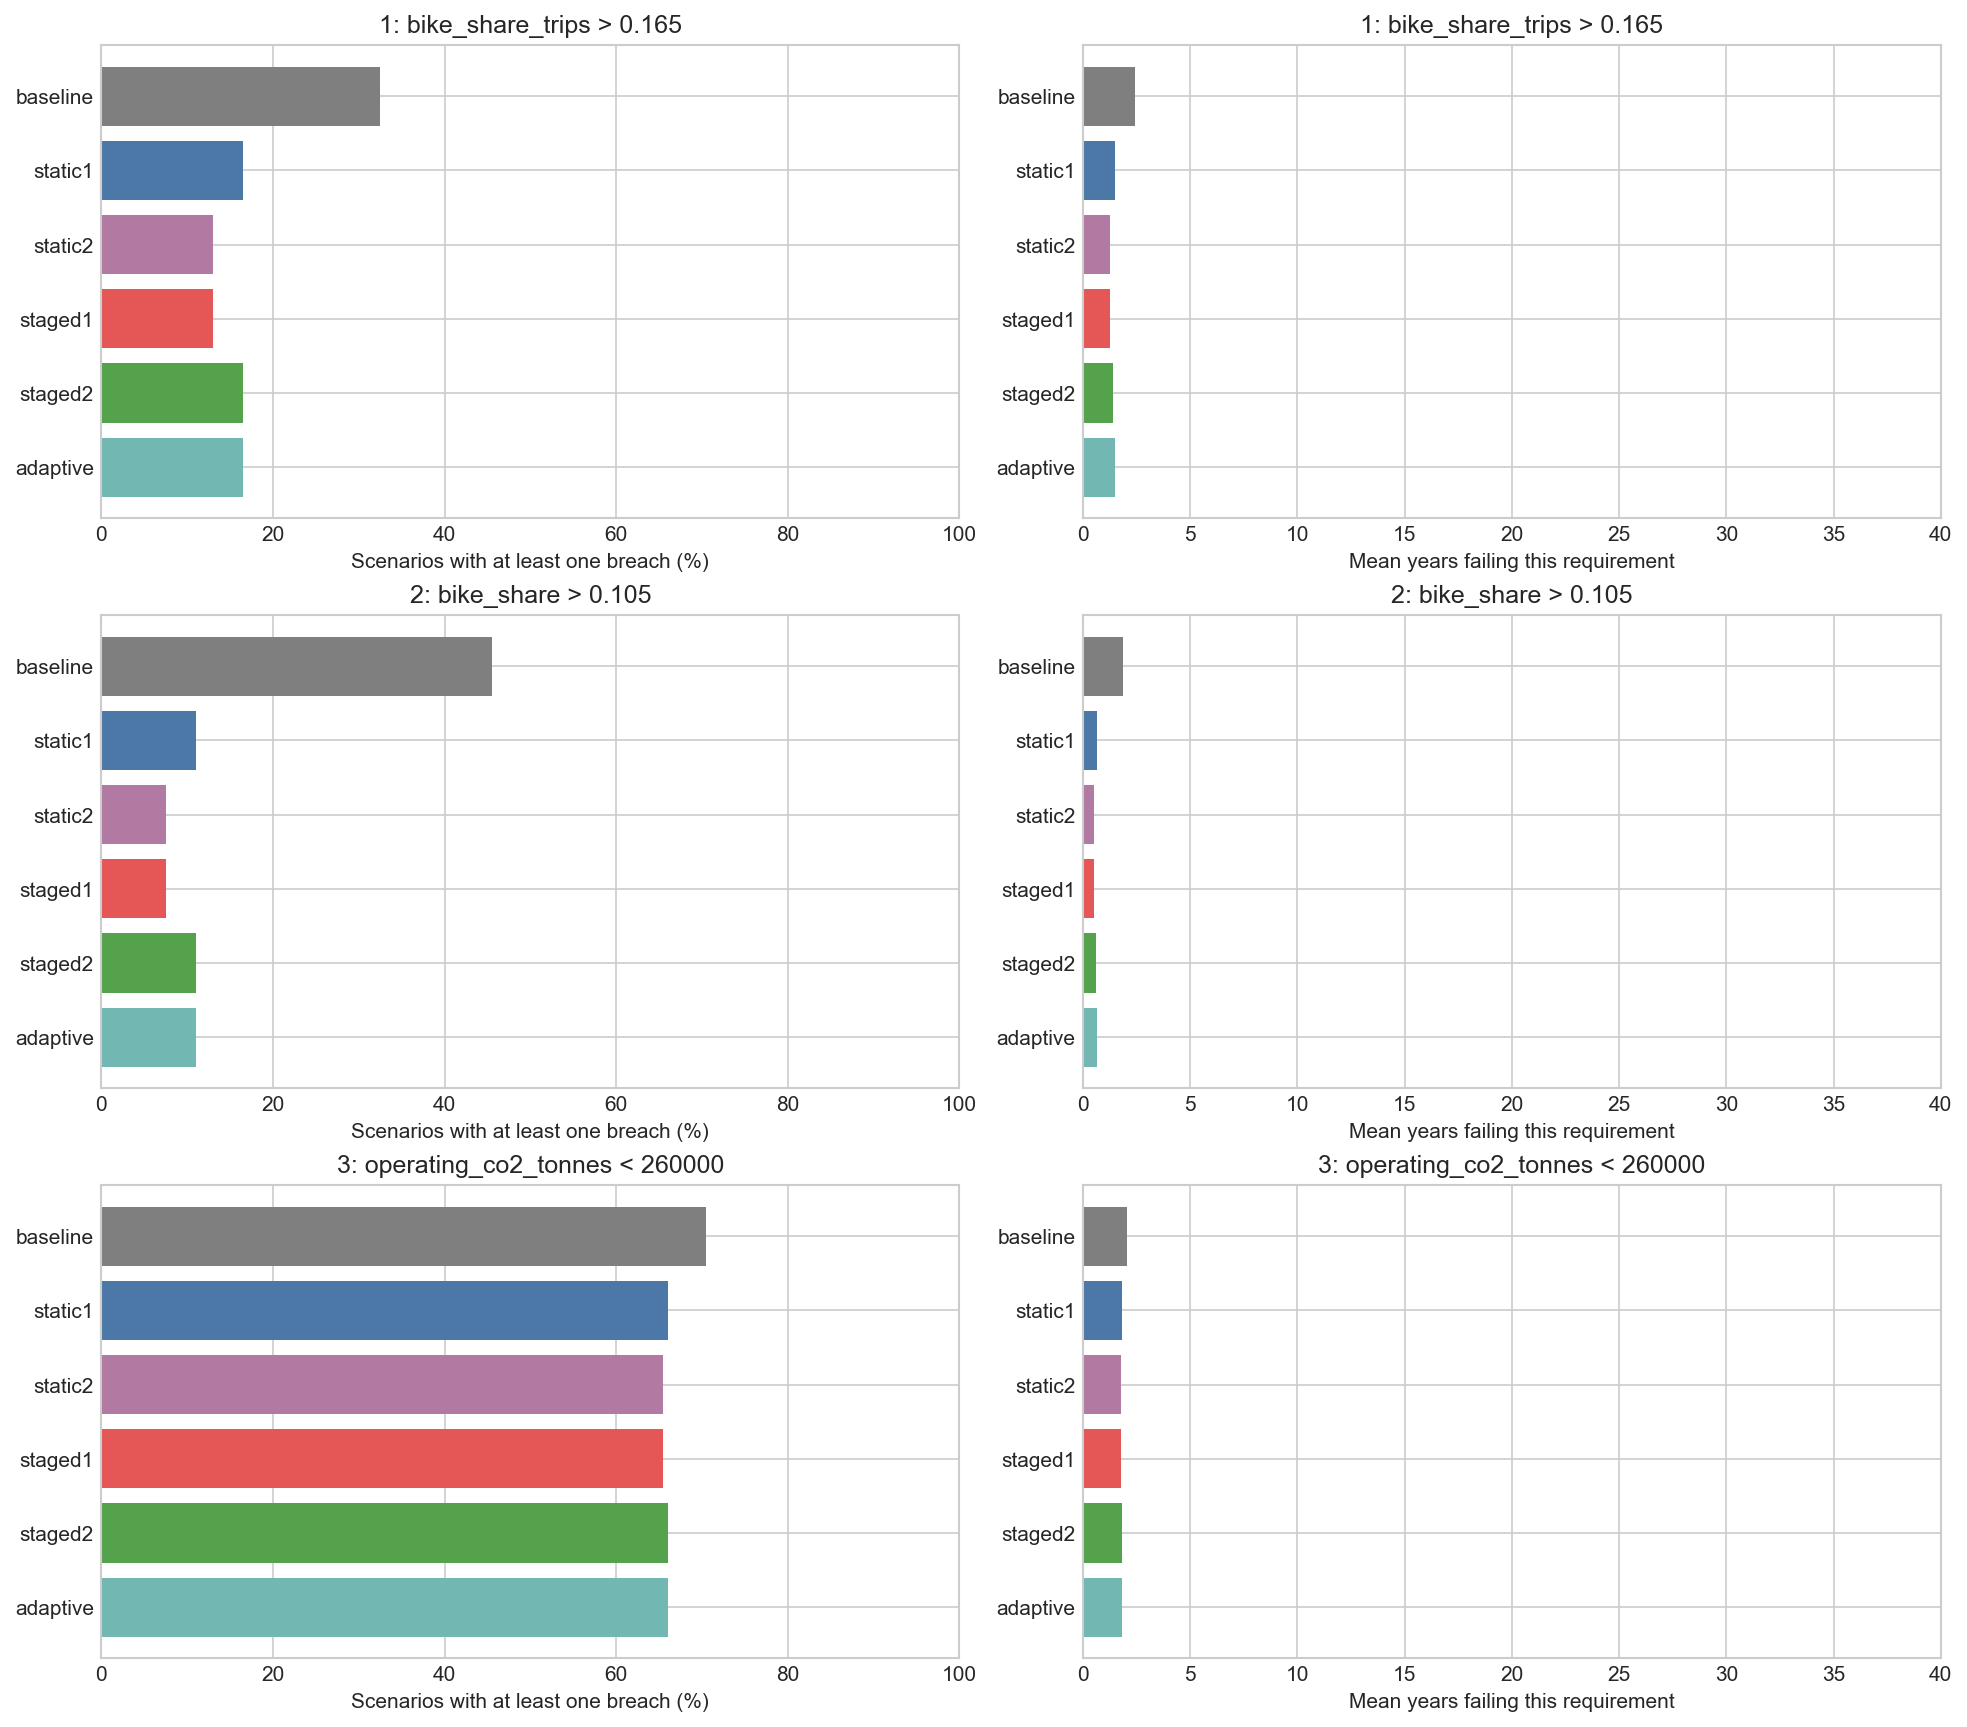 1: bike_share_trips > 0.165
baseline
static1
static2
staged1
staged2
adaptive
0 20 40 60 80 100
Scenarios with at least one breach (%)
1: bike_share_trips > 0.165
baseline
static1
static2
staged1
staged2
adaptive
0 5 10 15 20 25 30 35 40
Mean years failing this requirement
2: bike_share > 0.105
baseline
static1
static2
staged1
staged2
adaptive
0 20 40 60 80 100
Scenarios with at least one breach (%)
2: bike_share > 0.105
baseline
static1
static2
staged1
staged2
adaptive
0 5 10 15 20 25 30 35 40
Mean years failing this requirement
3: operating_co2_tonnes < 260000
baseline
static1
static2
staged1
staged2
adaptive
0 20 40 60 80 100
Scenarios with at least one breach (%)
3: operating_co2_tonnes < 260000
baseline
static1
static2
staged1
staged2
adaptive
0 5 10 15 20 25 30 35 40
Mean years failing this requirement